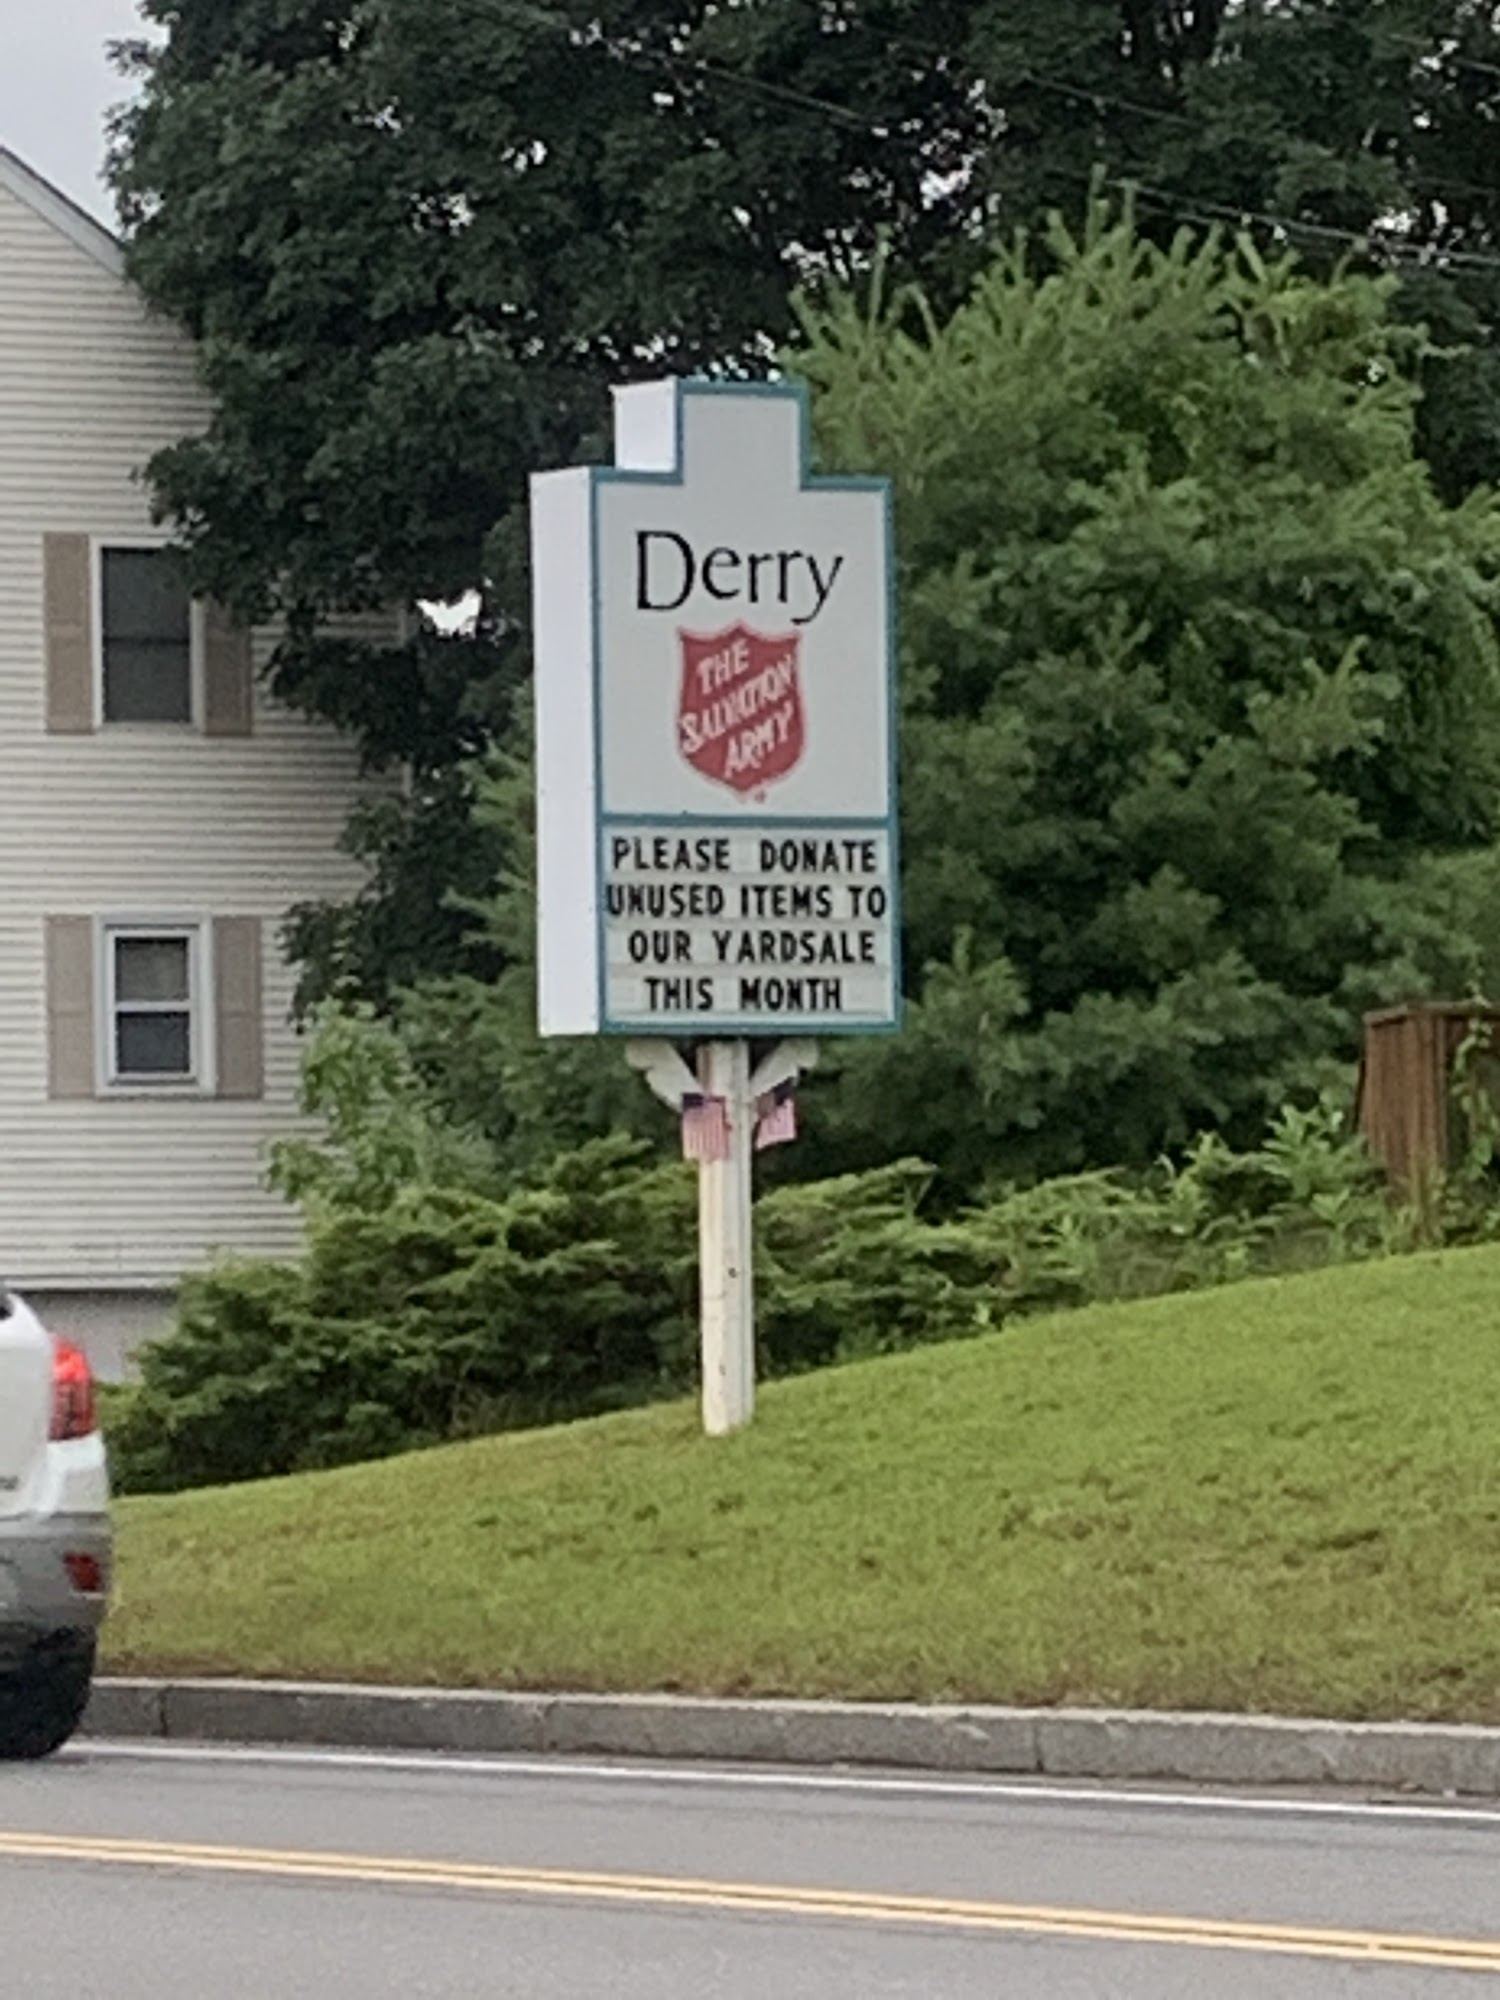 Derry
THE
SALVATION
ARMY
PLEASE DONATE
UNUSED ITEMS TO
OUR YARDSALE
THIS MONTH